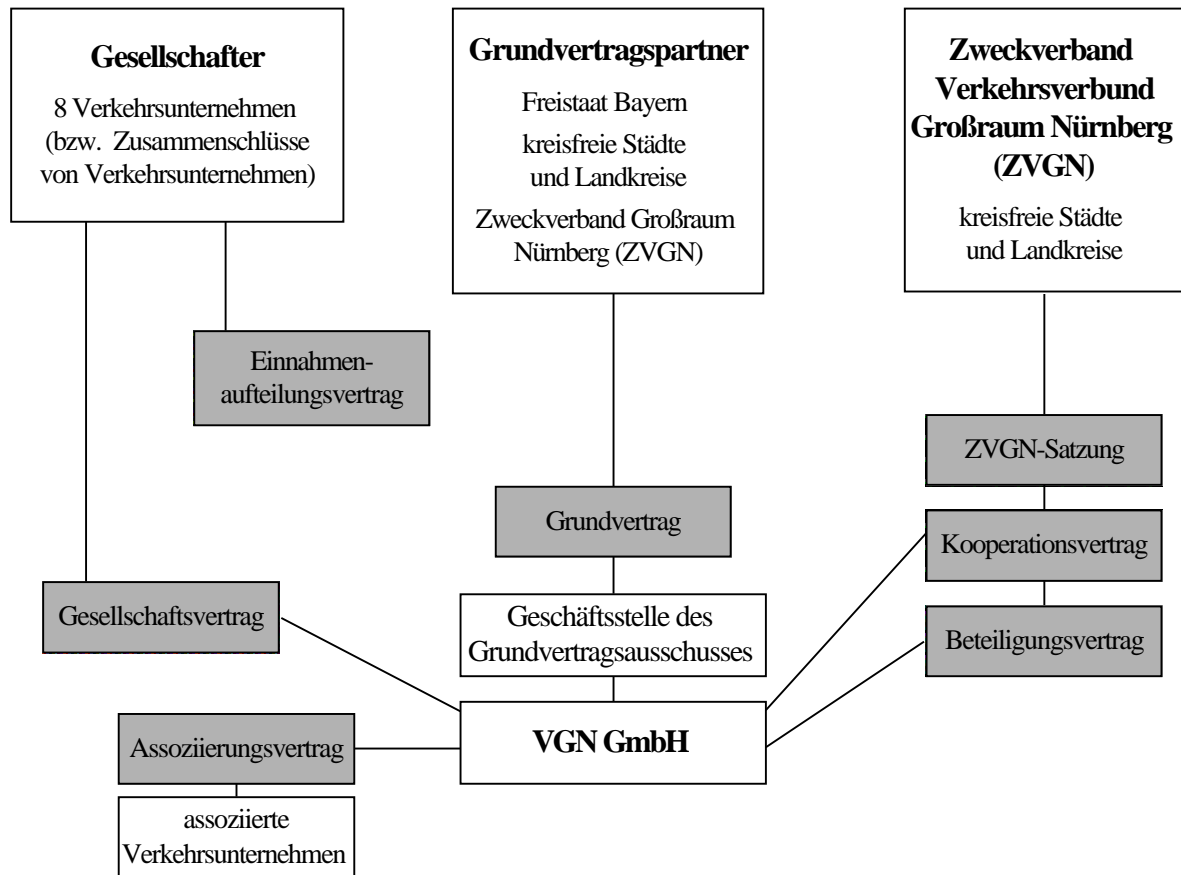 Gesellschafter
8 Verkehrsunternehmen
(bzw. Zusammenschlüsse
von Verkehrsunternehmen)
Grundvertragspartner
Freistaat Bayern
kreisfreie Städte
und Landkreise
Zweckverband Großraum
Nürnberg (ZVGN)
Zweckverband
Verkehrsverbund
Großraum Nürnberg
(ZVGN)
kreisfreie Städte
und Landkreise
Einnahmen-
aufteilungsvertrag
ZVGN-Satzung
Grundvertrag
Kooperationsvertrag
Gesellschaftsvertrag
Geschäftsstelle des
Grundvertragsausschusses
Beteiligungsvertrag
Assoziierungsvertrag
VGN GmbH
assoziierte
Verkehrsunternehmen